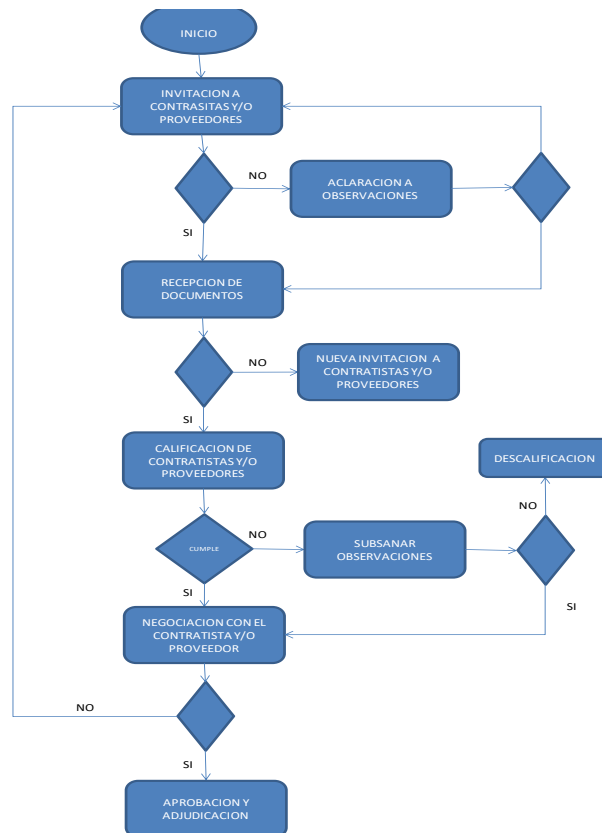 INICIO
INVITACION A
CONTRASITAS Y/O
PROVEEDORES
NO
ACLARACION A
OBSERVACIONES
SI
RECEPCION DE
DOCUMENTOS
NO
NUEVA INVITACION A
CONTRATISTAS Y/O
PROVEEDORES
SI
CALIFICACION DE
CONTRATISTAS Y/O
PROVEEDORES
DESCALIFICACION
NO
CUMPLE
NO
SUBSANAR
OBSERVACIONES
SI
SI
NEGOCIACION CON EL
CONTRATISTA Y/O
PROVEEDOR
NO
SI
APROBACION Y
ADJUDICACION